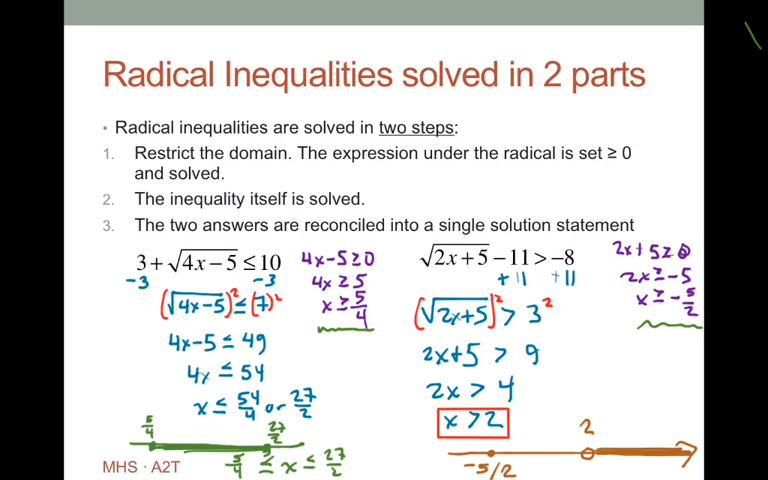 Radical Inequalities solved in 2 parts
• Radical inequalities are solved in two steps:
1. Restrict the domain. The expression under the radical is set ≥ 0
and solved.
2. The inequality itself is solved.
3. The two answers are reconciled into a single solution statement
3 + √4x − 5 ≤ 10
-3 -3
(√4x-5)² ≤ (7)²
4x-5 ≤ 49
4x ≤ 54
x ≤ 54/4 or 27/2
4x-5≥0
4x ≥ 5
x ≥ 5/4
5/4 27/2
5/4 ≤ x ≤ 27/2
√2x + 5 − 11 > −8
+11 +11
(√2x+5)² > 3²
2x+5 > 9
2x > 4
x > 2
2x+5≥0
2x ≥ -5
x ≥ -5/2
2
-5/2
MHS · A2T